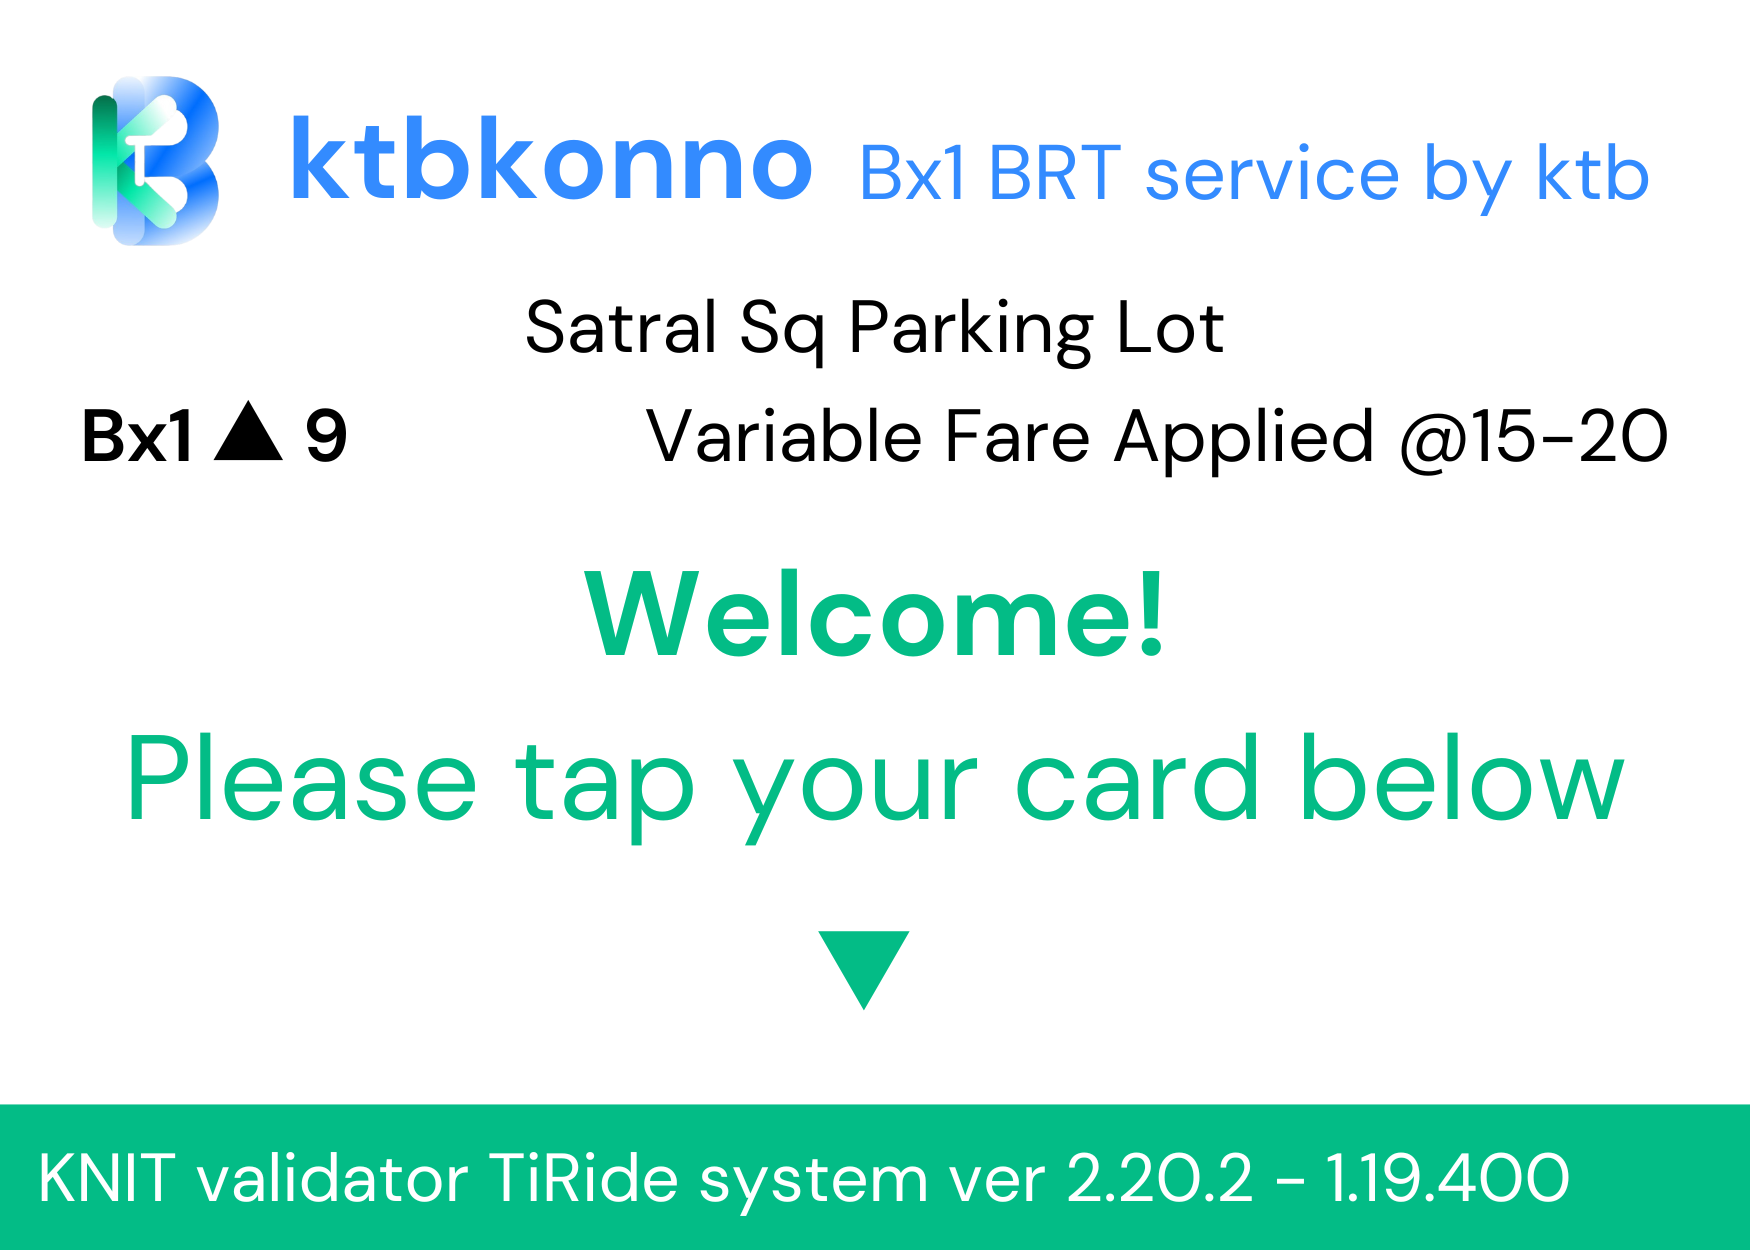 ktbkonno Bx1 BRT service by ktb
Satral Sq Parking Lot
Bx1 ▲ 9 Variable Fare Applied @15-20
Welcome!
Please tap your card below
▼
KNIT validator TiRide system ver 2.20.2 - 1.19.400